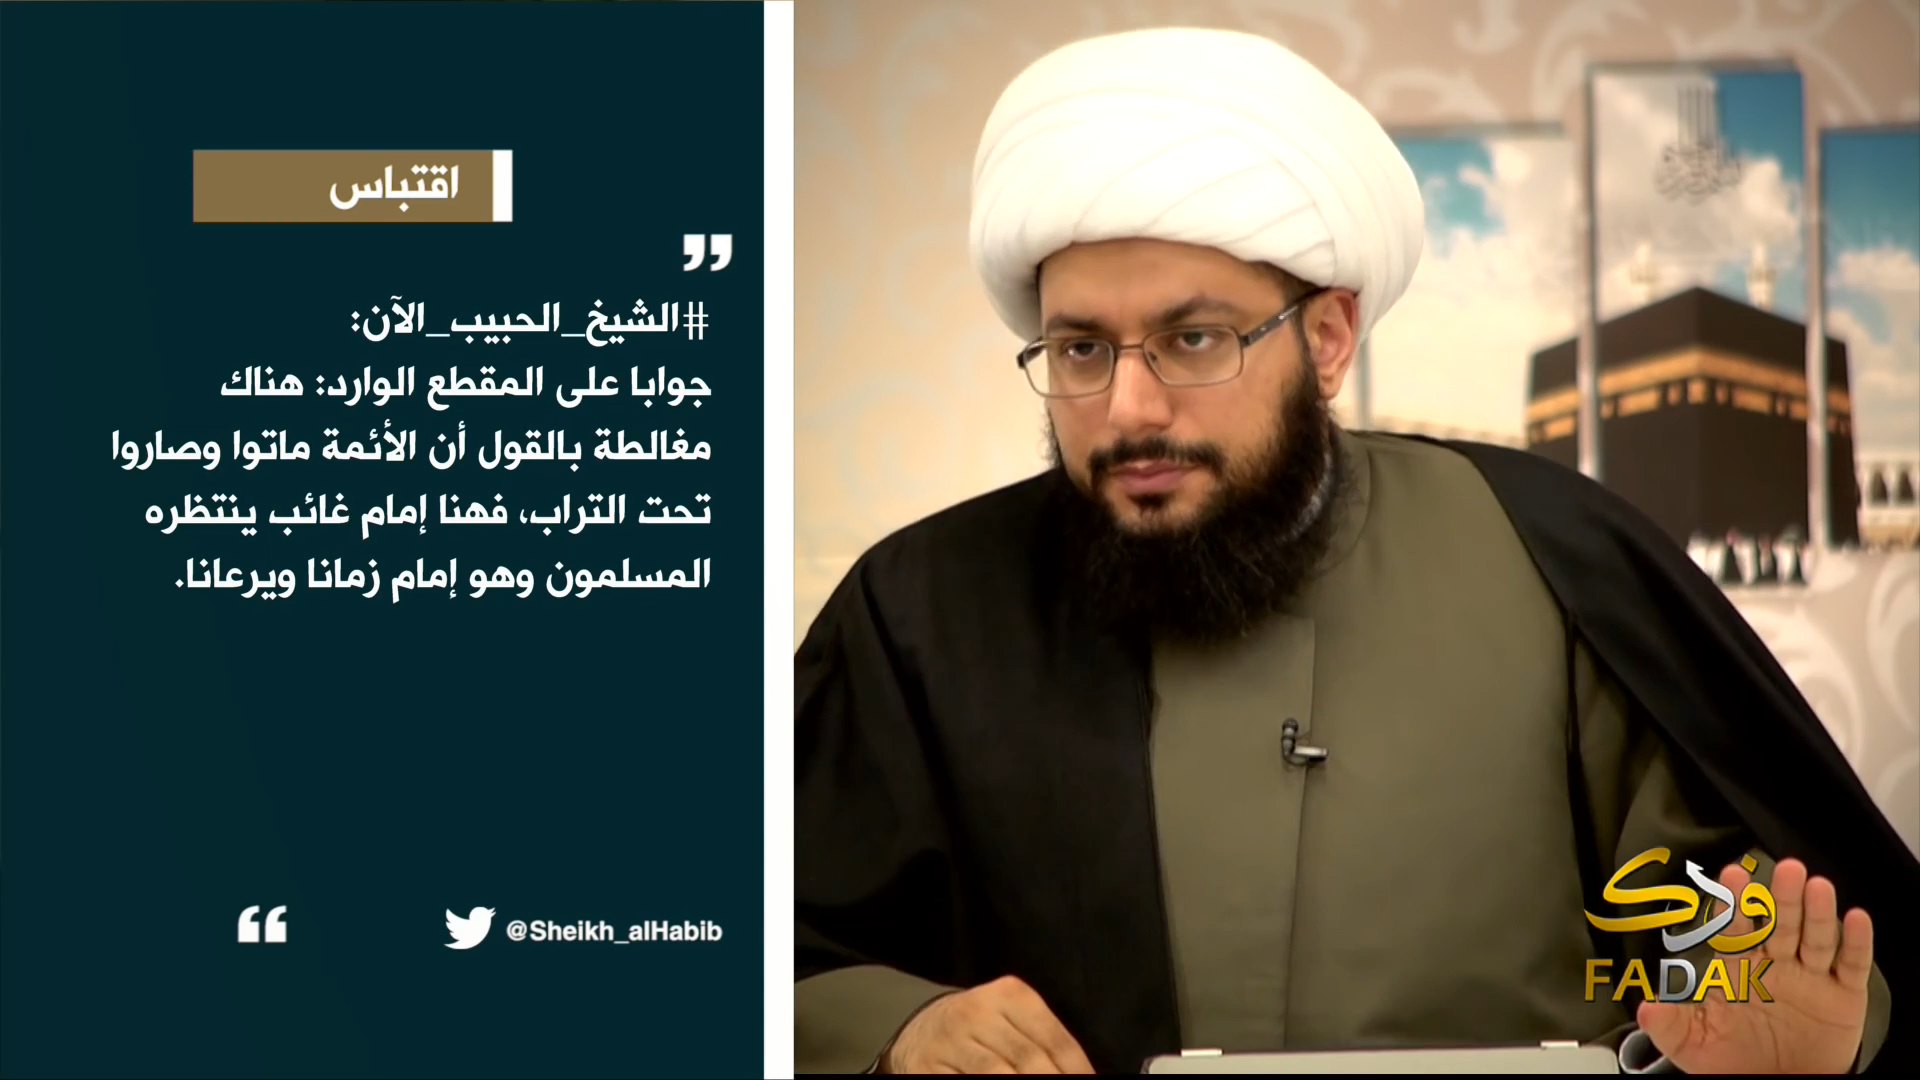 اقتباس
#الشيخ_الحبيب_الآن:
جوابا على المقطع الوارد: هناك
مغالطة بالقول أن الأئمة ماتوا وصاروا
تحت التراب، فهنا إمام غائب ينتظره
المسلمون وهو إمام زمانا ويرعانا.
@Sheikh_alHabib
فدك
FADAK